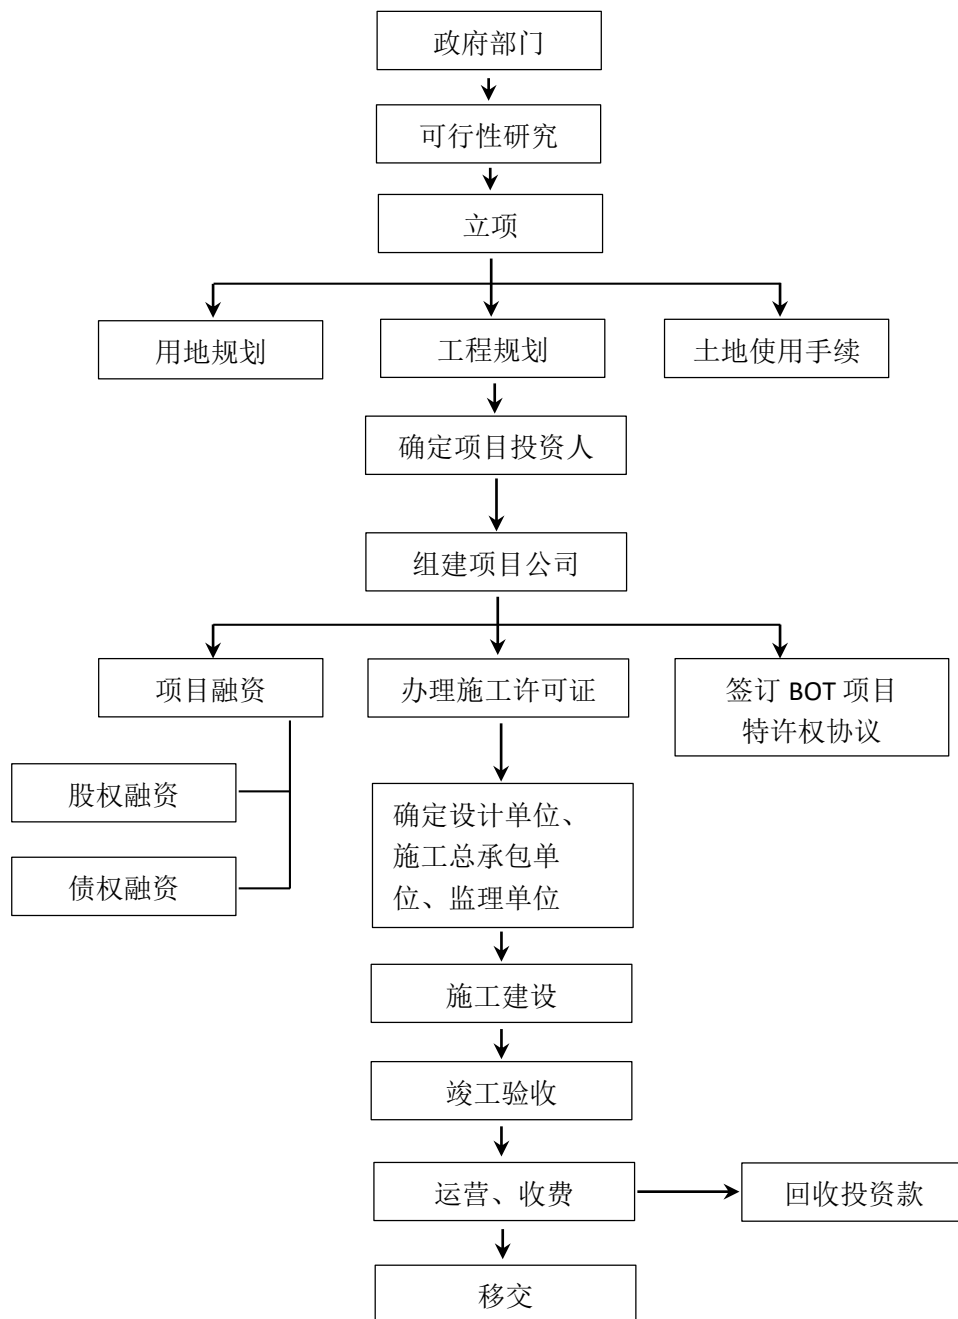 政府部门
可行性研究
立项
用地规划
工程规划
土地使用手续
确定项目投资人
组建项目公司
项目融资
办理施工许可证
签订 BOT 项目
特许权协议
股权融资
债权融资
确定设计单位、
施工总承包单
位、监理单位
施工建设
竣工验收
运营、收费
回收投资款
移交